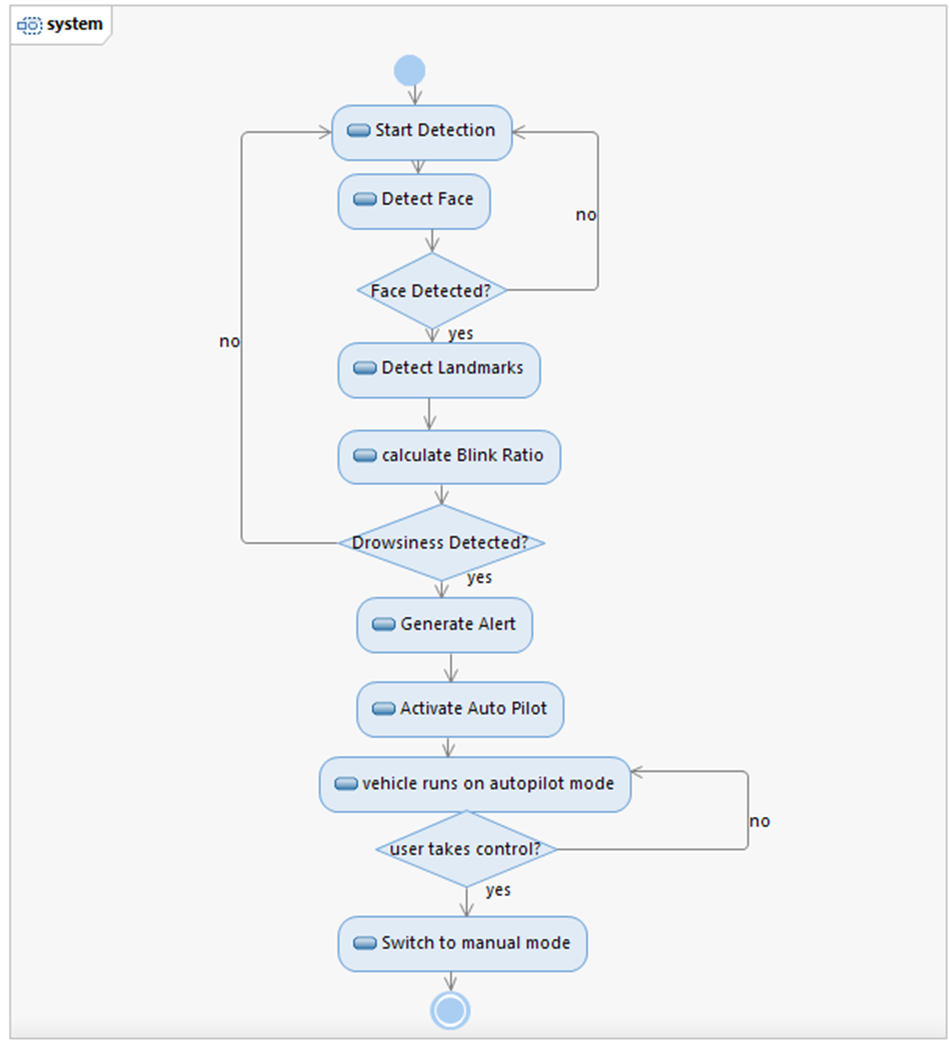 system
Start Detection
Detect Face
no
Face Detected?
yes
no
Detect Landmarks
calculate Blink Ratio
Drowsiness Detected?
yes
Generate Alert
Activate Auto Pilot
vehicle runs on autopilot mode
no
user takes control?
yes
Switch to manual mode